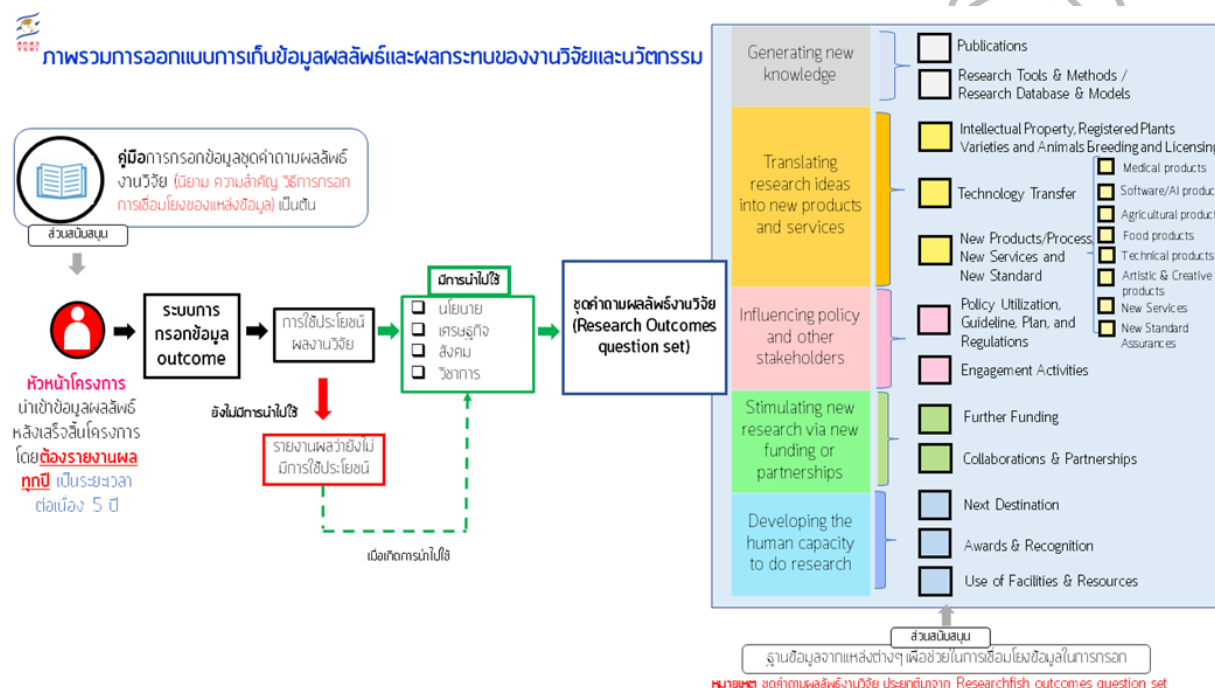 ภาพรวมการออกแบบการเก็บข้อมูลผลลัพธ์และผลกระทบของงานวิจัยและนวัตกรรม
คู่มือการกรอกข้อมูลชุดคำถามผลลัพธ์
งานวิจัย (นิยาม ความสำคัญ วิธีการกรอก
การเชื่อมโยงของแหล่งข้อมูล) เป็นต้น
ส่วนสนับสนุน
หัวหน้าโครงการ
นำเข้าข้อมูลผลลัพธ์
หลังเสร็จสิ้นโครงการ
โดยต้องรายงานผล
ทุกปี เป็นระยะเวลา
ต่อเนื่อง 5 ปี
ระบบการ
กรอกข้อมูล
outcome
การใช้ประโยชน์
ผลงานวิจัย
ยังไม่มีการนำไปใช้
รายงานผลว่ายังไม่
มีการใช้ประโยชน์
เมื่อเกิดการนำไปใช้
มีการนำไปใช้
นโยบาย
เศรษฐกิจ
สังคม
วิชาการ
ชุดคำถามผลลัพธ์งานวิจัย
(Research Outcomes
question set)
Generating new
knowledge
Publications
Research Tools & Methods /
Research Database & Models
Translating
research ideas
into new products
and services
Intellectual Property, Registered Plants
Varieties and Animals Breeding and Licensing
Technology Transfer
New Products/Process,
New Services and
New Standard
Medical products
Software/AI produc
Agricultural product
Food products
Technical products
Artistic & Creative
products
New Services
New Standard
Assurances
Influencing policy
and other
stakeholders
Policy Utilization,
Guideline, Plan, and
Regulations
Engagement Activities
Stimulating new
research via new
funding or
partnerships
Further Funding
Collaborations & Partnerships
Developing the
human capacity
to do research
Next Destination
Awards & Recognition
Use of Facilities & Resources
ส่วนสนับสนุน
ฐานข้อมูลจากแหล่งต่างๆ เพื่อช่วยในการเชื่อมโยงข้อมูลในการกรอก
หมายเหตุ ชุดคำถามผลลัพธ์งานวิจัย ประยุกต์มาจาก Researchfish outcomes question set